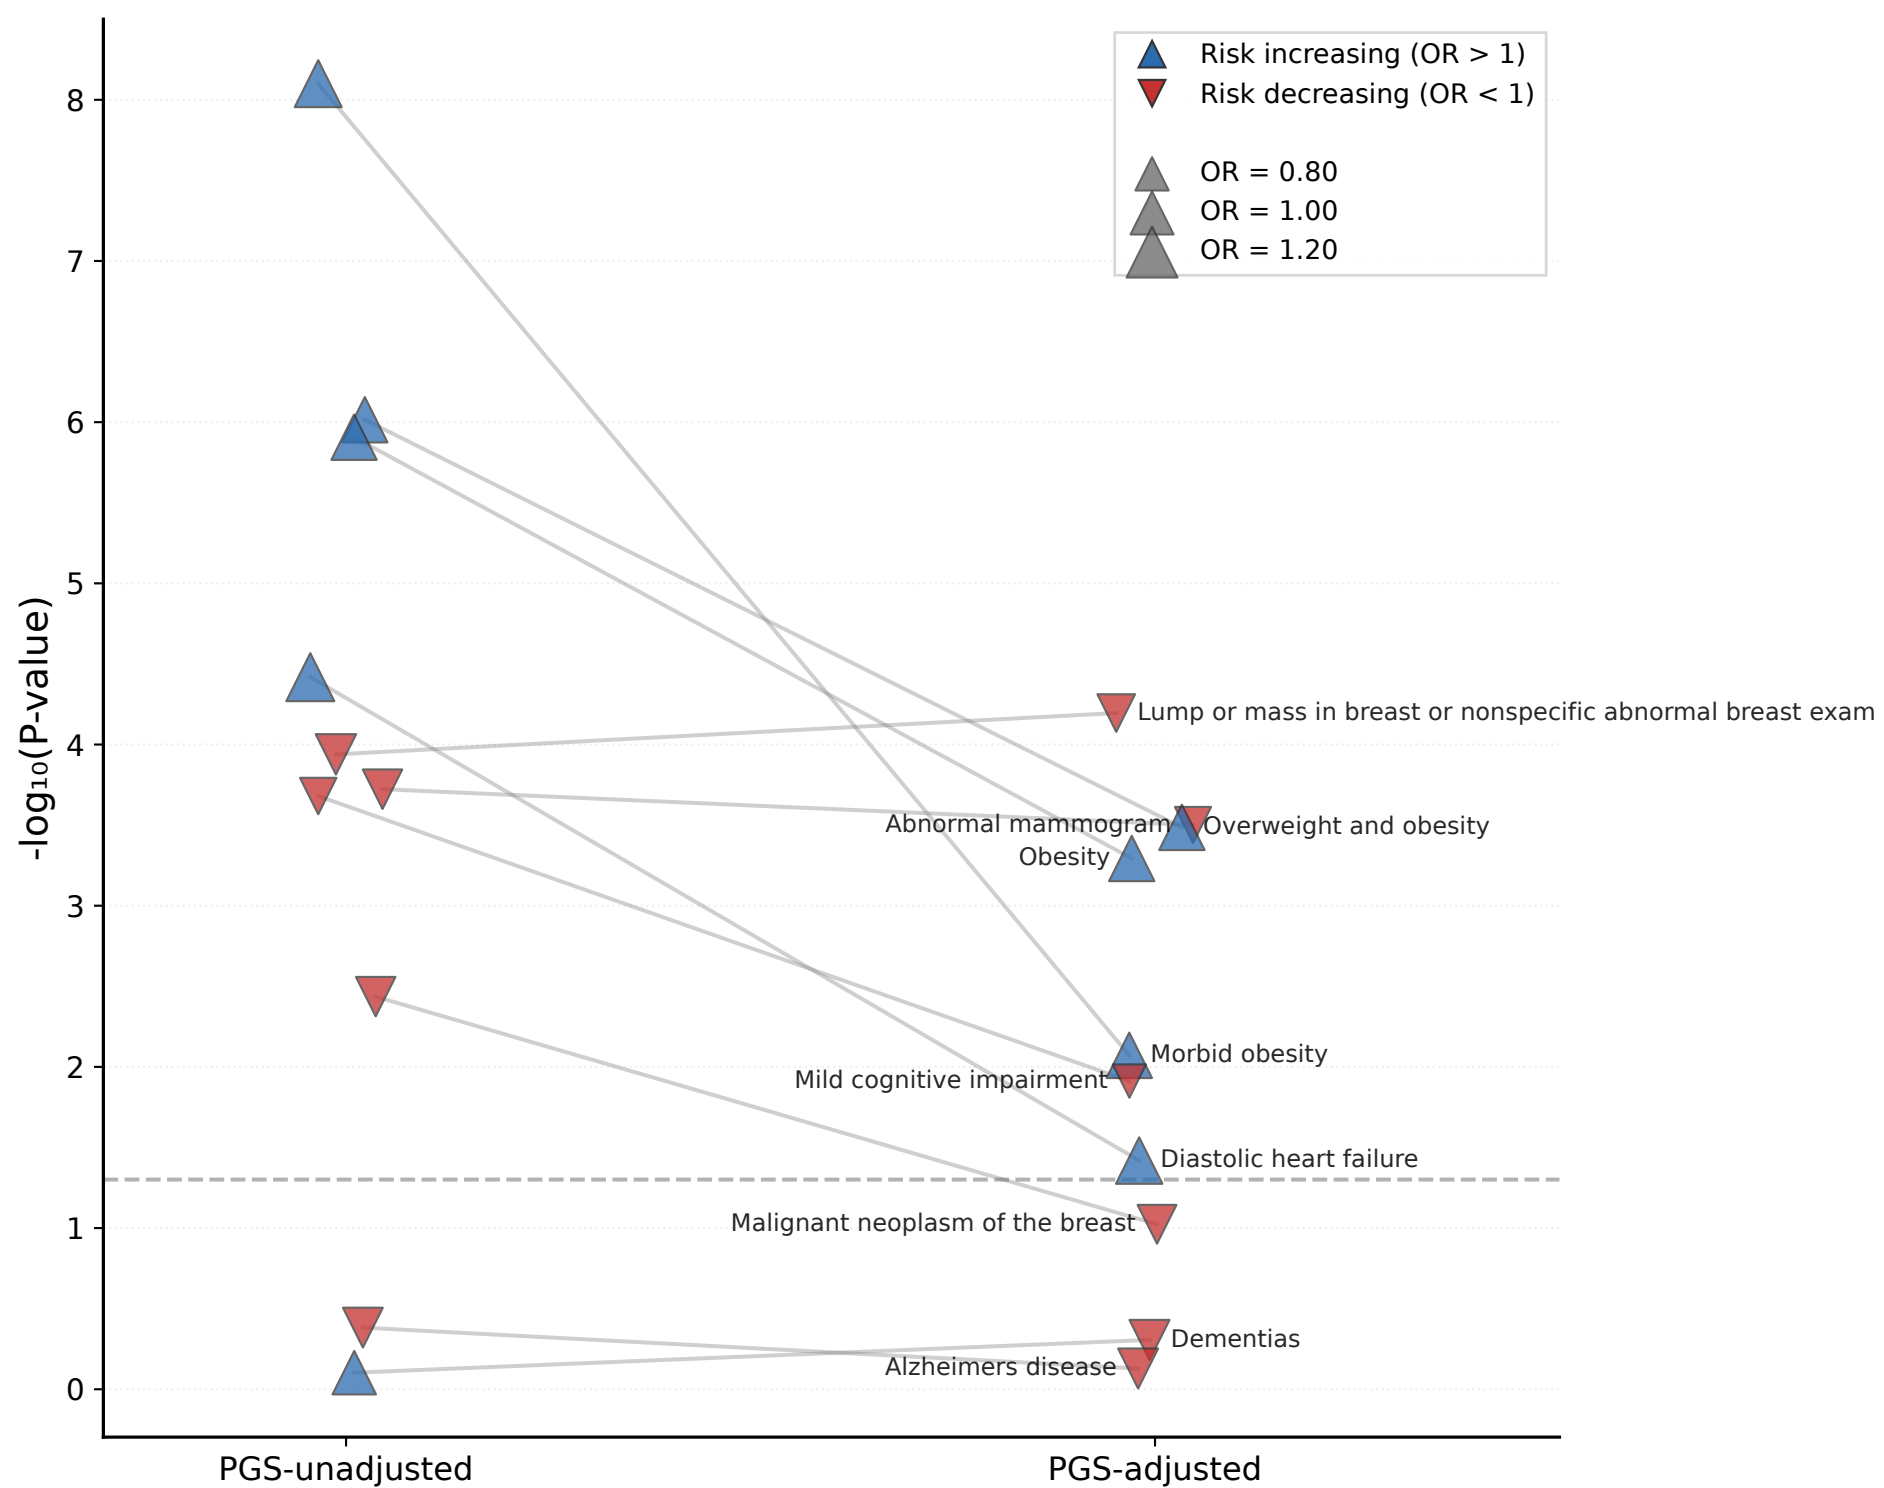 Risk increasing (OR > 1)
Risk decreasing (OR < 1)
OR = 0.80
OR = 1.00
OR = 1.20
-log₁₀(P-value)
8
7
6
5
4
3
2
1
0
Lump or mass in breast or nonspecific abnormal breast exam
Abnormal mammogram
Overweight and obesity
Obesity
Morbid obesity
Mild cognitive impairment
Diastolic heart failure
Malignant neoplasm of the breast
Dementias
Alzheimers disease
PGS-unadjusted
PGS-adjusted